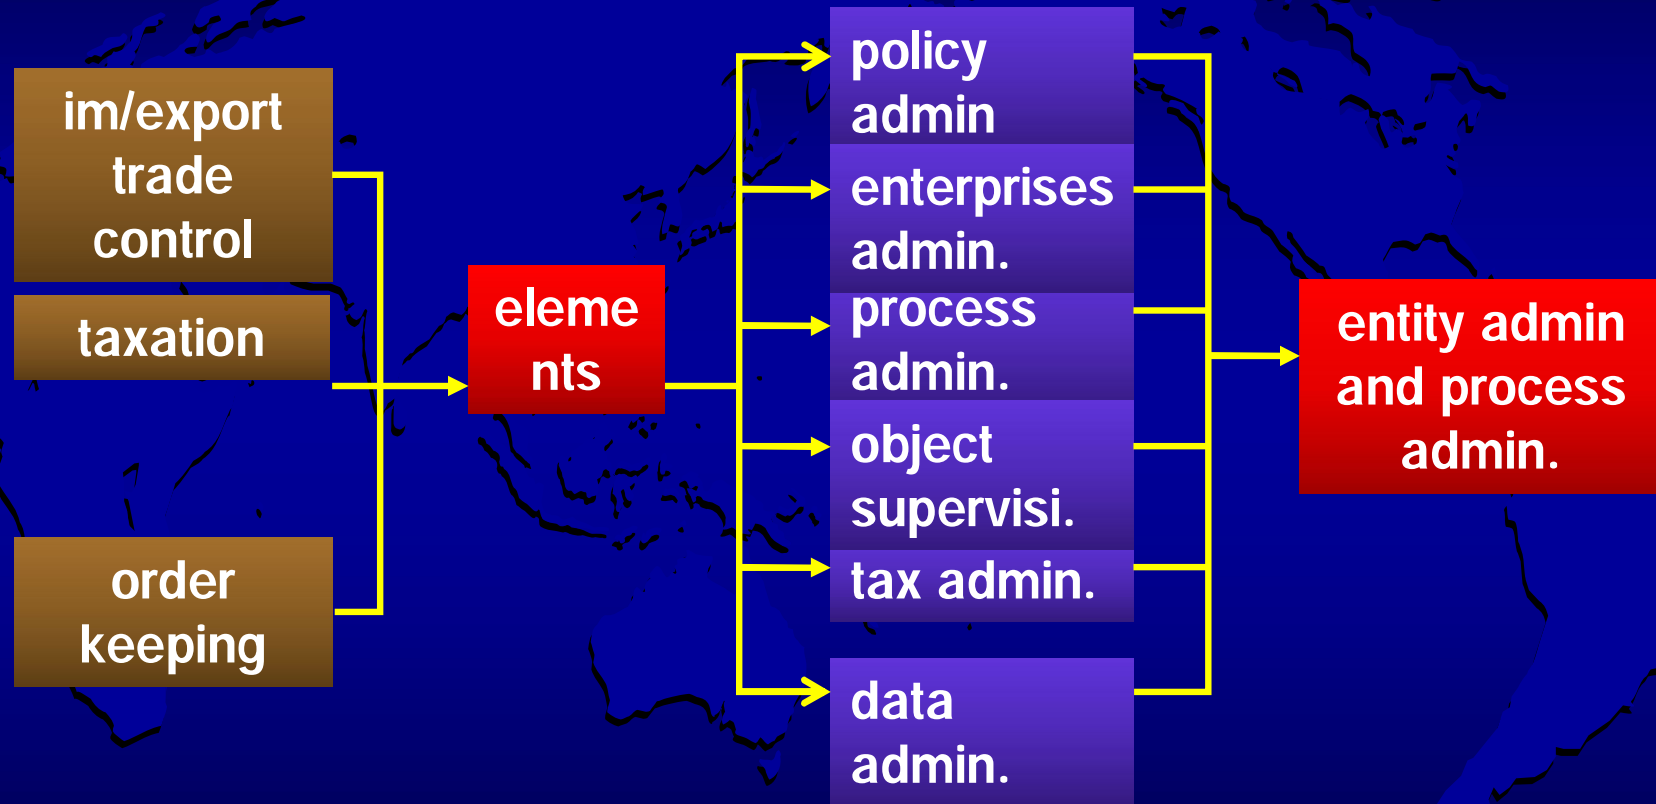 im/export
trade
control
taxation
order
keeping
eleme
nts
policy
admin
enterprises
admin.
process
admin.
object
supervisi.
tax admin.
data
admin.
entity admin
and process
admin.